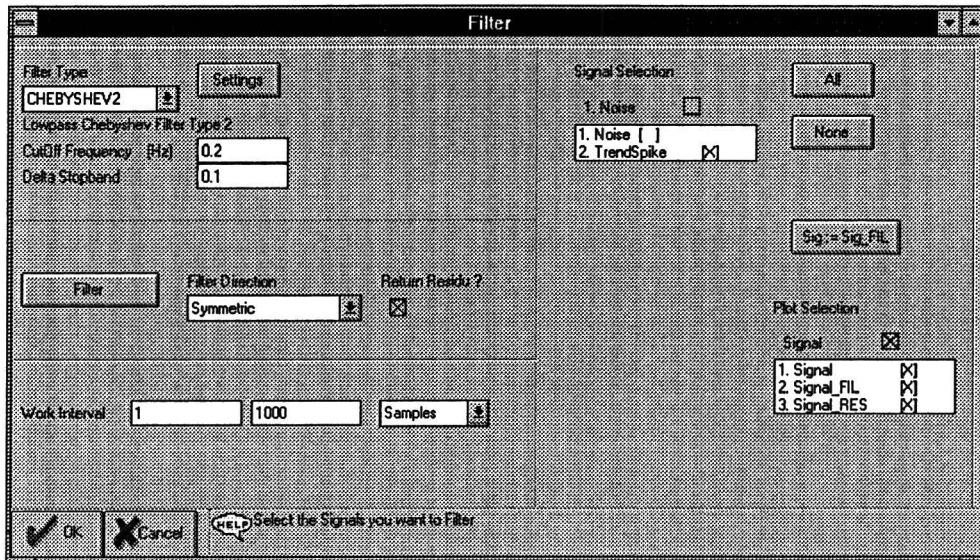 Filter
Filter Type
Settings
CHEBYSHEV2
Lowpass Chebyshev Filter Type 2
CutOff Frequency [Hz] 0.2
Delta Stopband 0.1
Signal Selection
All
1. Noise
1. Noise [ ]
2. TrendSpike [X]
None
Sig := Sig_FIL
Filter
Filter Direction
Symmetric
Return Residu ?
Plot Selection
Signal
1. Signal [X]
2. Signal_FIL [X]
3. Signal_RES [X]
Work Interval 1 1000 Samples
OK
Cancel
HELP
Select the Signals you want to Filter